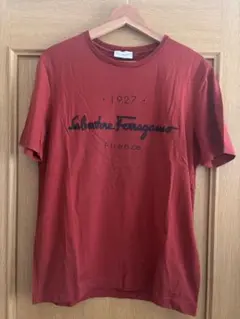 · 1927 ·
Salvatore Ferragamo
FIRENZE